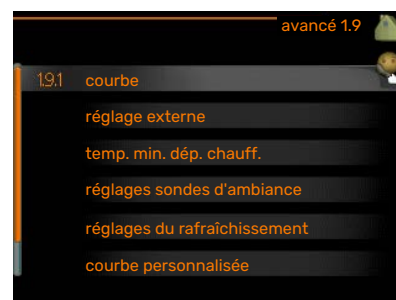 avancé 1.9
1.9.1 courbe
réglage externe
temp. min. dép. chauff.
réglages sondes d'ambiance
réglages du rafraîchissement
courbe personnalisée